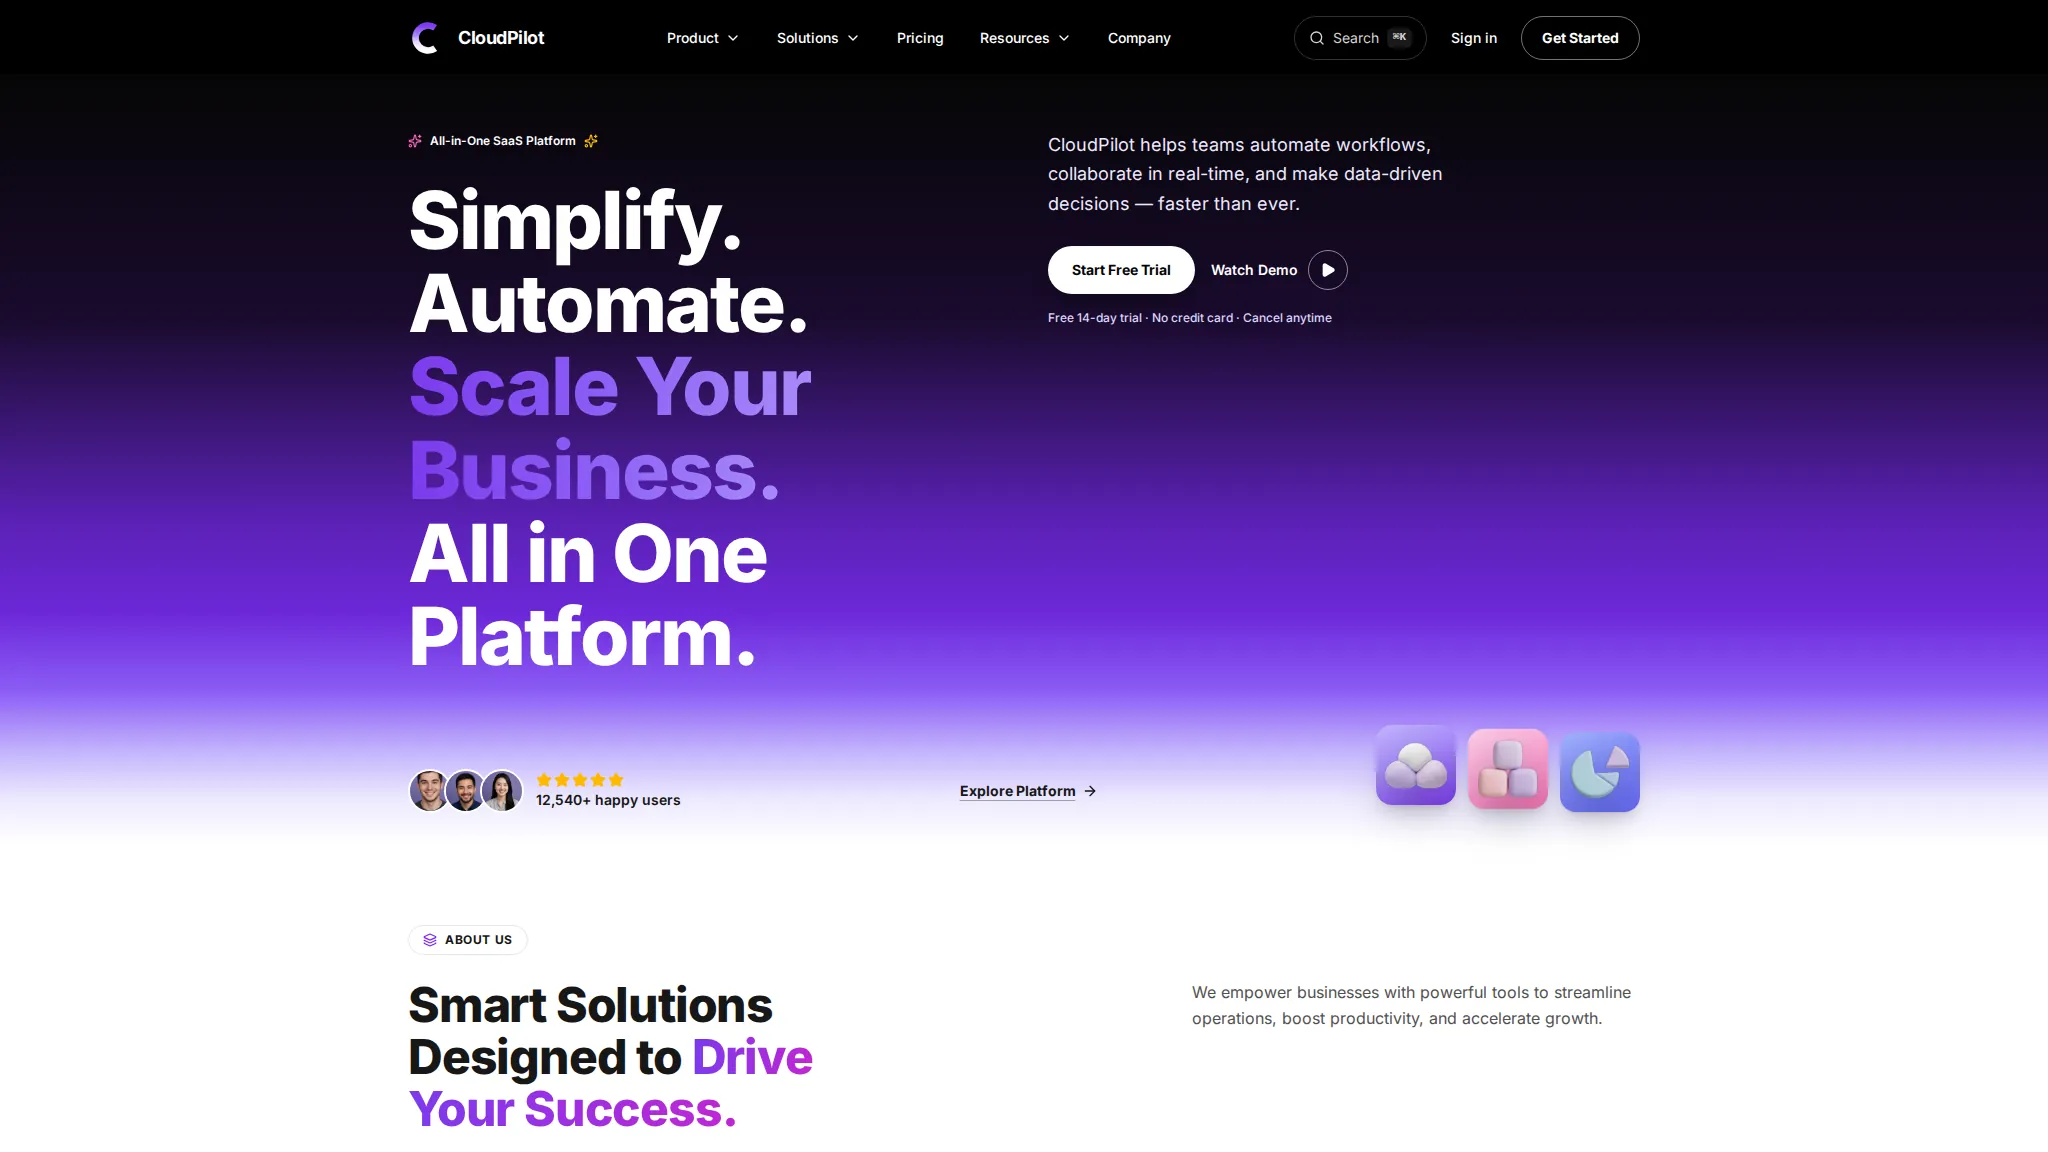 CloudPilot
Product
Solutions
Pricing
Resources
Company
Search ⌘K
Sign in
Get Started
All-in-One SaaS Platform
Simplify.
Automate.
Scale Your
Business.
All in One
Platform.
CloudPilot helps teams automate workflows,
collaborate in real-time, and make data-driven
decisions — faster than ever.
Start Free Trial
Watch Demo
Free 14-day trial · No credit card · Cancel anytime
12,540+ happy users
Explore Platform
ABOUT US
Smart Solutions
Designed to Drive
Your Success.
We empower businesses with powerful tools to streamline
operations, boost productivity, and accelerate growth.